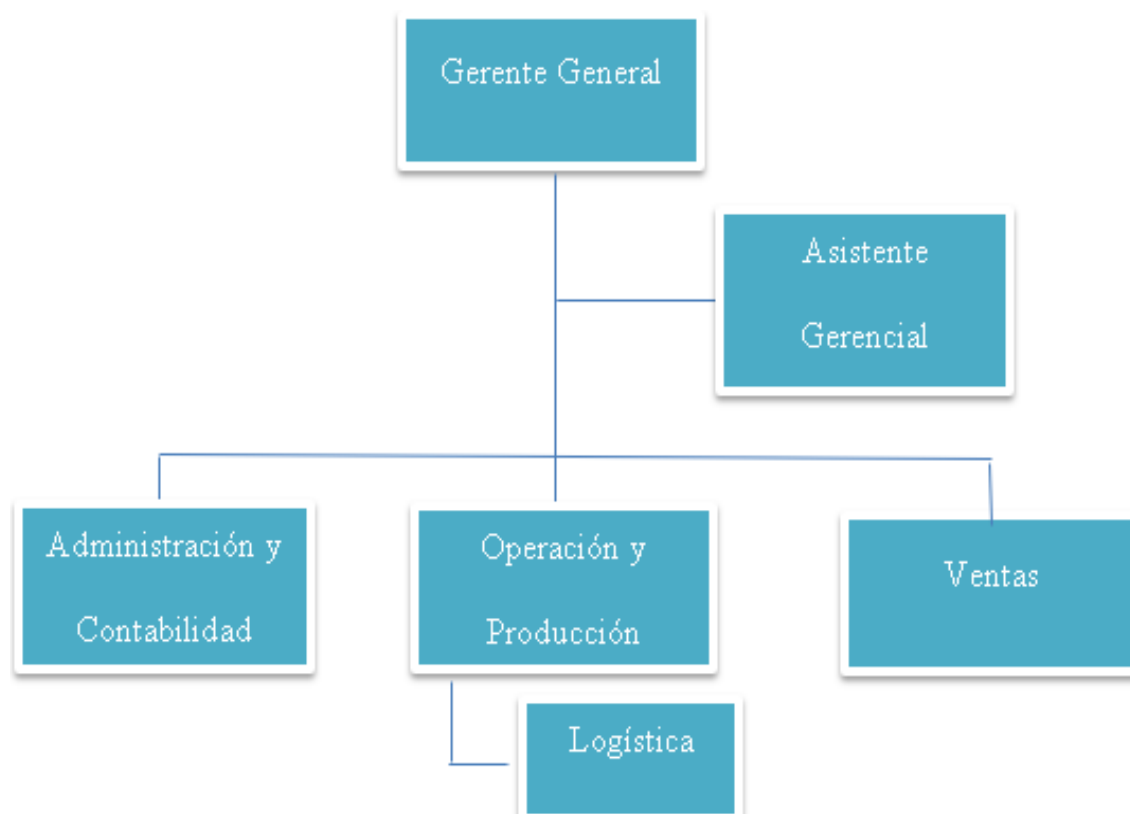 Gerente General
Asistente
Gerencial
Administración y
Contabilidad
Operación y
Producción
Ventas
Logística